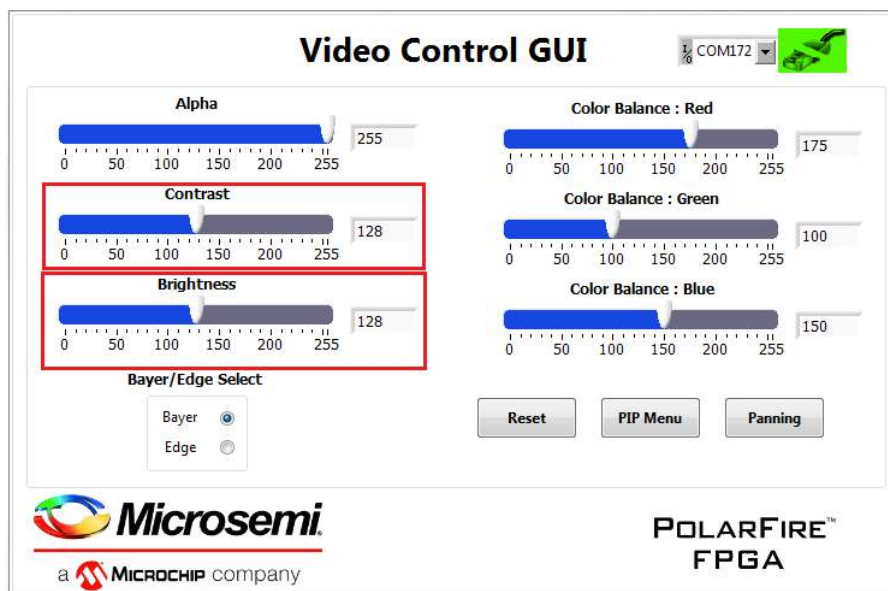 Video Control GUI
I/O COM172
Alpha
255
0 50 100 150 200 255
Contrast
128
0 50 100 150 200 255
Brightness
128
0 50 100 150 200 255
Bayer/Edge Select
Bayer
Edge
Color Balance : Red
175
0 50 100 150 200 255
Color Balance : Green
100
0 50 100 150 200 255
Color Balance : Blue
150
0 50 100 150 200 255
Reset PIP Menu Panning
Microsemi.
a MICROCHIP company
POLARFIRE™
FPGA